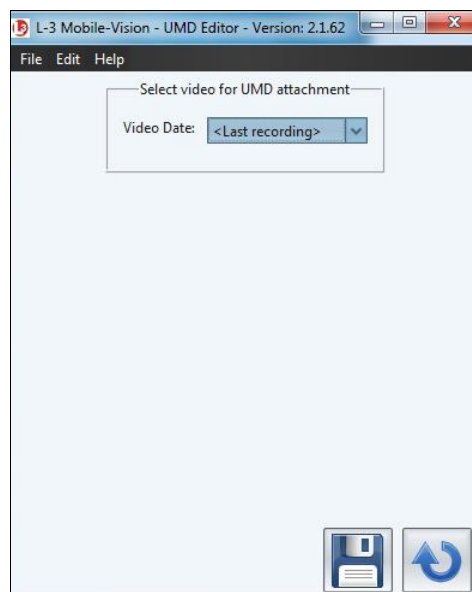 L-3 Mobile-Vision - UMD Editor - Version: 2.1.62
File Edit Help
Select video for UMD attachment
Video Date: <Last recording>